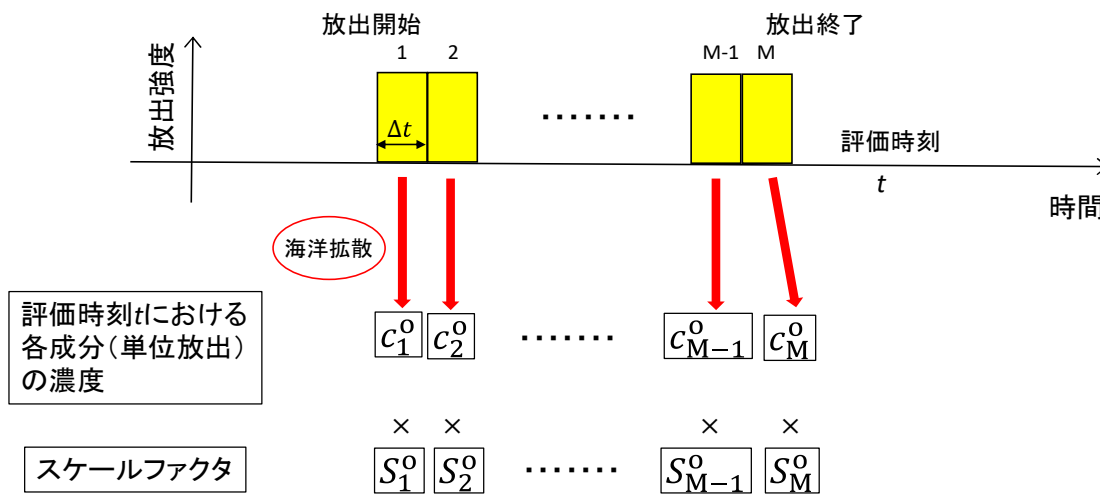 放出開始
放出終了
1 2 M-1 M
放出強度
Δt
·······
評価時刻
t
時間
海洋拡散
評価時刻tにおける
各成分(単位放出)
の濃度
c₁ᵒ c₂ᵒ ······· c_{M−1}^o c_M^o
× × × ×
スケールファクタ
S₁ᵒ S₂ᵒ ······· S_{M−1}^o S_M^o